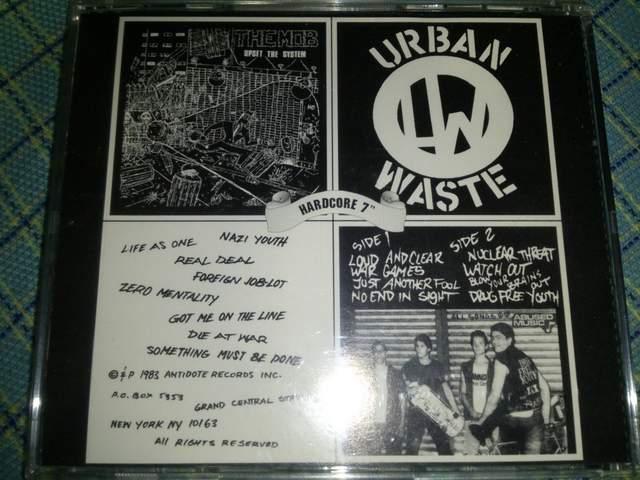 THE MOB
UPSET THE SYSTEM
URBAN
UW
WASTE
HARDCORE 7"
LIFE AS ONE NAZI YOUTH
REAL DEAL
FOREIGN JOB-LOT
ZERO MENTALITY
GOT ME ON THE LINE
DIE AT WAR
SOMETHING MUST BE DONE
©&P 1983 ANTIDOTE RECORDS INC.
P.O. BOX 5353
GRAND CENTRAL
NEW YORK NY 10163
ALL RIGHTS RESERVED
SIDE 1
LOUD AND CLEAR
WAR GAMES
JUST ANOTHER FOOL
NO END IN SIGHT
SIDE 2
NUCLEAR THREAT
WATCH OUT
BLOW YOUR BRAINS OUT
DRUG FREE YOUTH
ABUSED
MUSIC